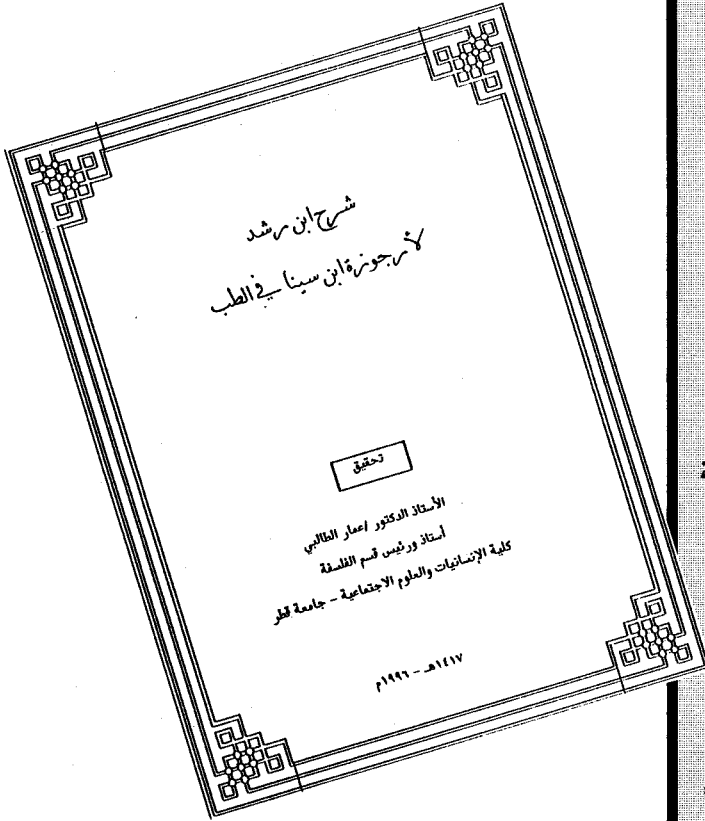 شرح ابن رشد
لأرجوزة ابن سينا في الطب
تحقيق
الأستاذ الدكتور /عمار الطالبي
أستاذ ورئيس قسم الفلسفة
كلية الإنسانيات والعلوم الاجتماعية - جامعة قطر
١٤١٧هـ - ١٩٩٦م